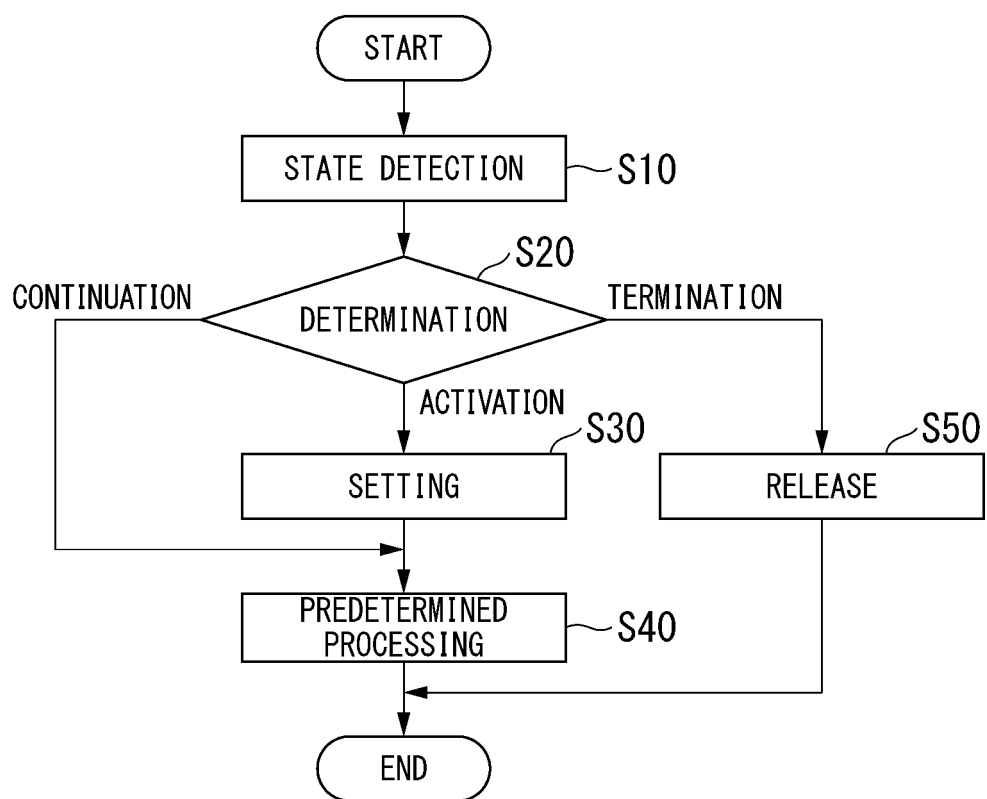 START
STATE DETECTION
S10
S20
CONTINUATION
DETERMINATION
TERMINATION
ACTIVATION
S30
S50
SETTING
RELEASE
PREDETERMINED
PROCESSING
S40
END